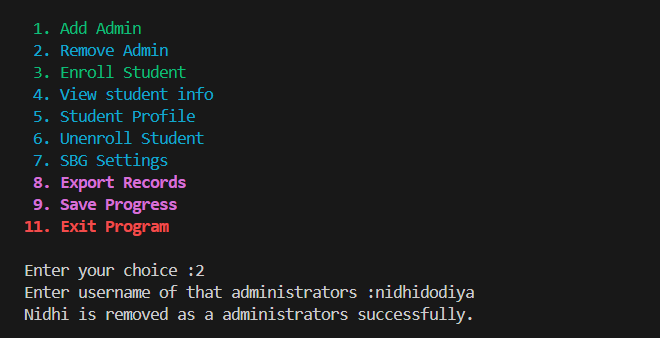 1. Add Admin
2. Remove Admin
3. Enroll Student
4. View student info
5. Student Profile
6. Unenroll Student
7. SBG Settings
8. Export Records
9. Save Progress
11. Exit Program
Enter your choice :2
Enter username of that administrators :nidhidodiya
Nidhi is removed as a administrators successfully.